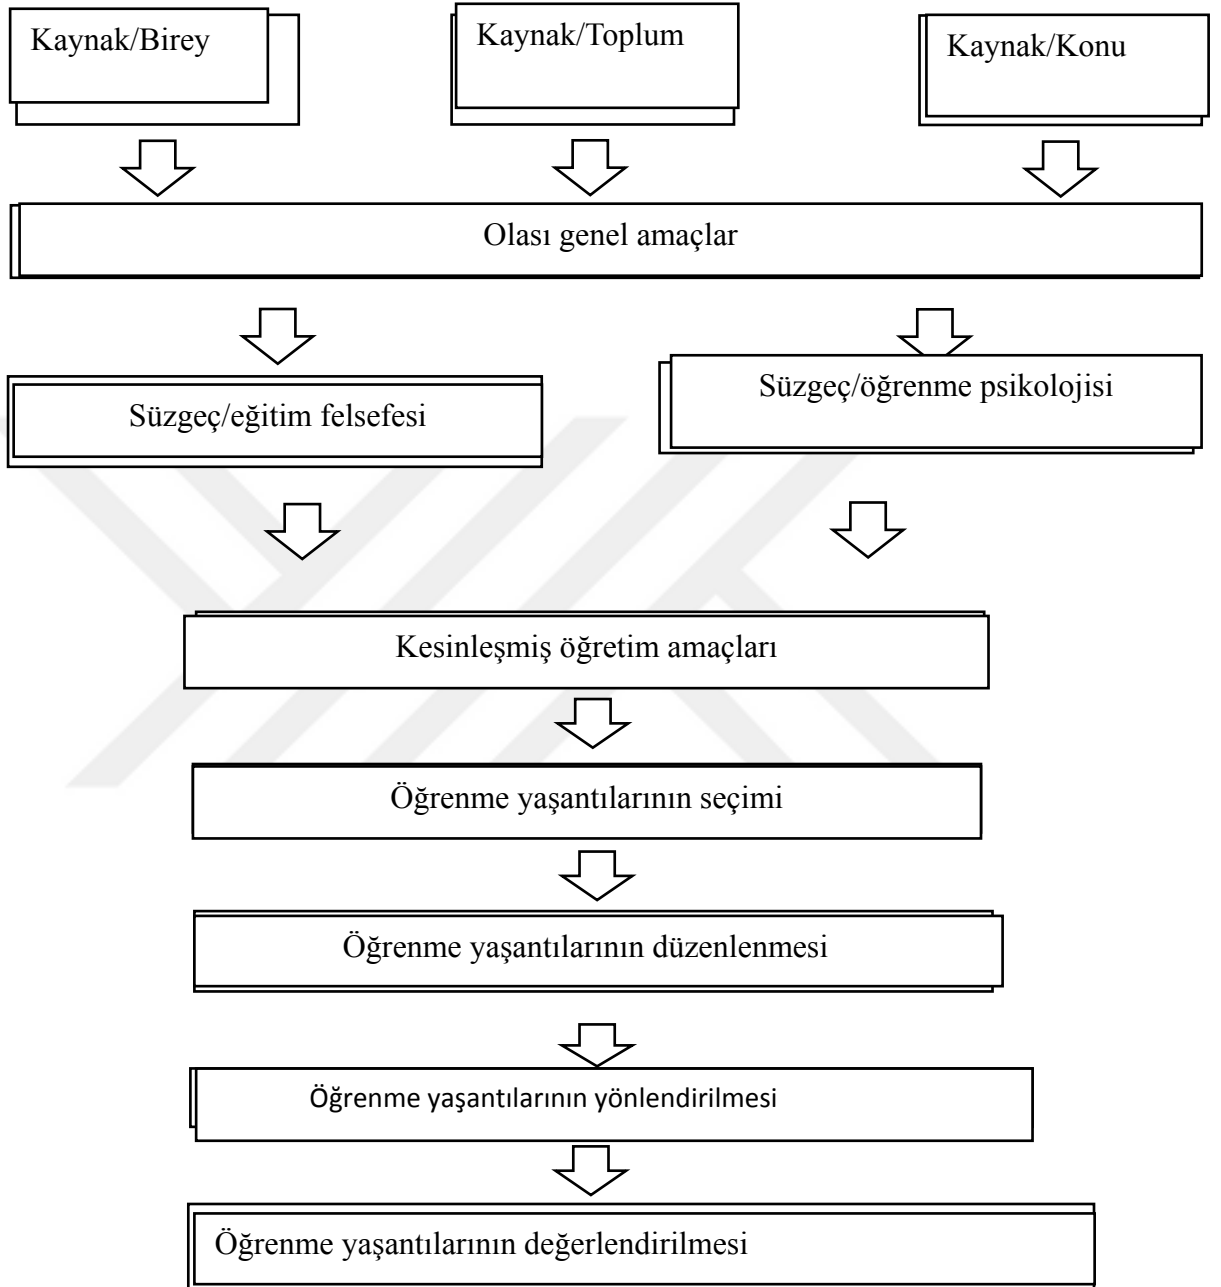 Kaynak/Birey
Kaynak/Toplum
Kaynak/Konu
Olası genel amaçlar
Süzgeç/eğitim felsefesi
Süzgeç/öğrenme psikolojisi
Kesinleşmiş öğretim amaçları
Öğrenme yaşantılarının seçimi
Öğrenme yaşantılarının düzenlenmesi
Öğrenme yaşantılarının yönlendirilmesi
Öğrenme yaşantılarının değerlendirilmesi